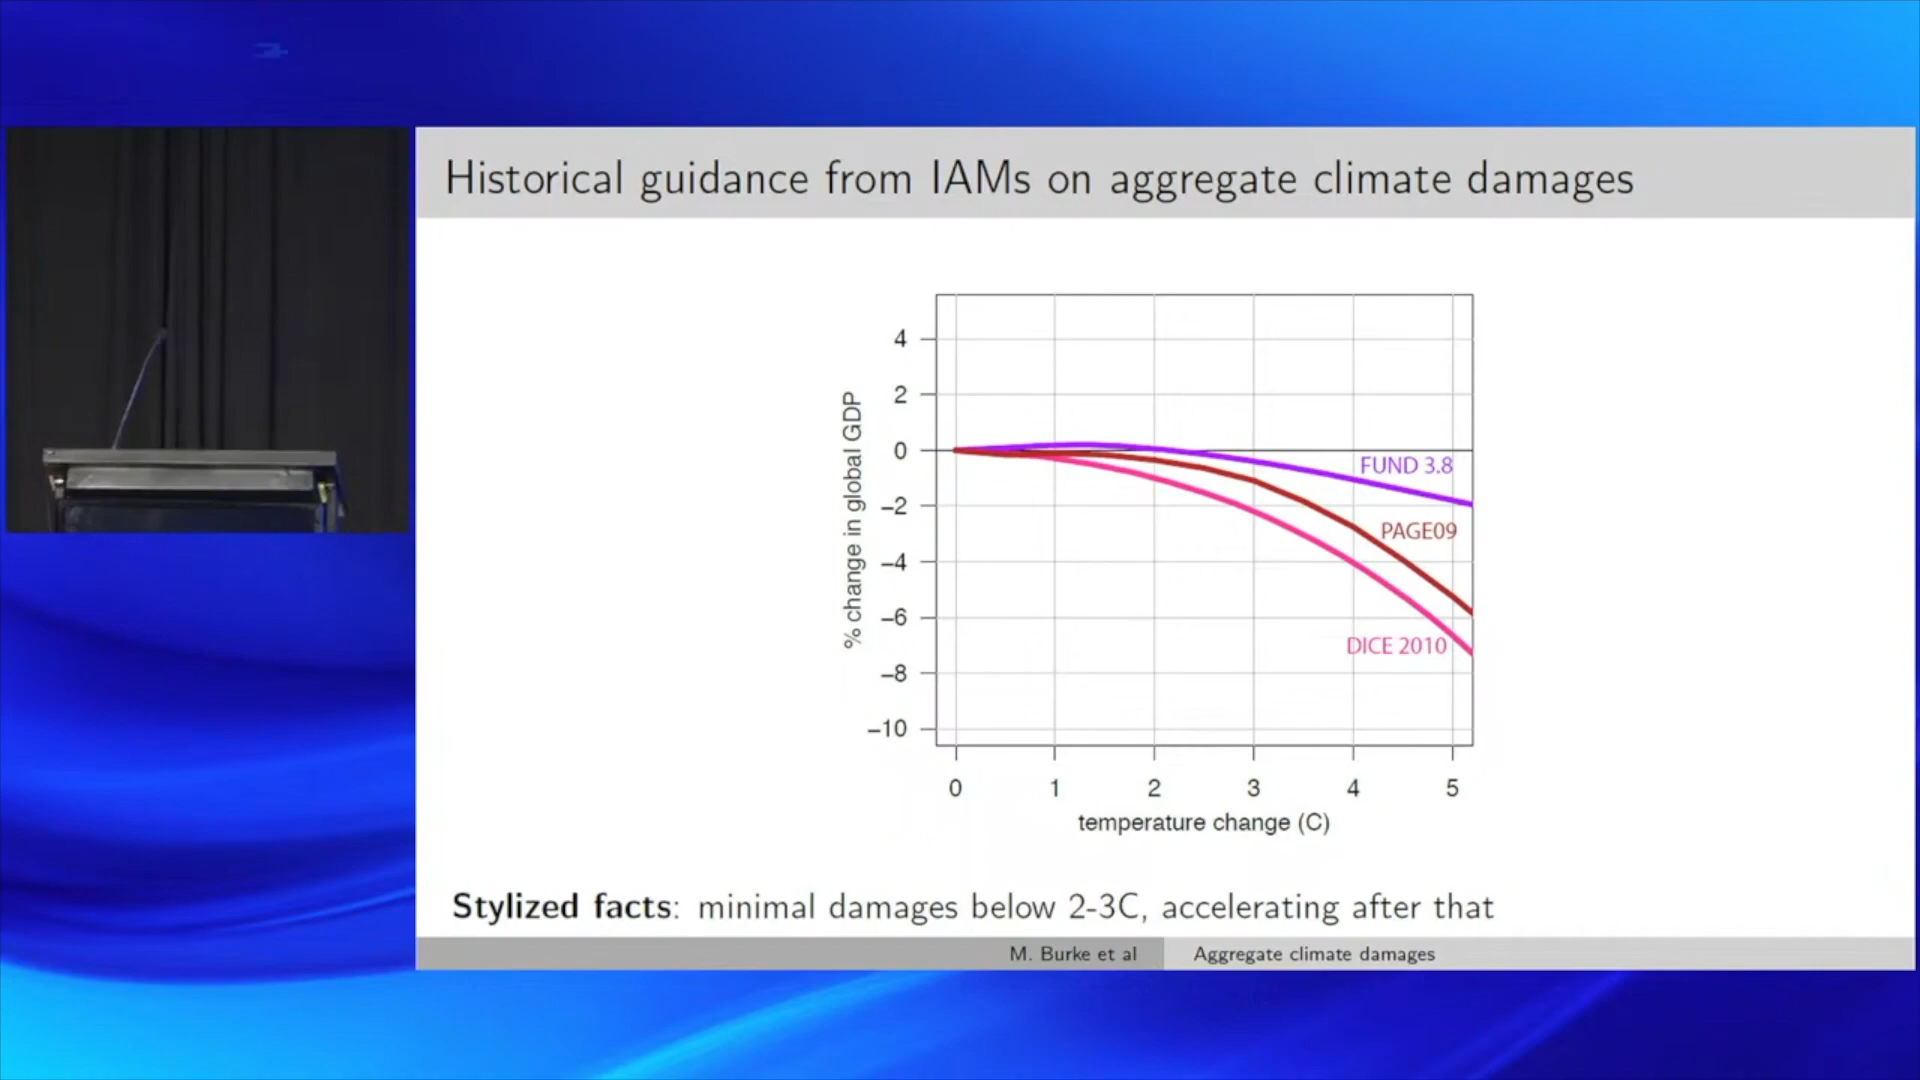 Historical guidance from IAMs on aggregate climate damages
4
2
0
−2
−4
−6
−8
−10
% change in global GDP
FUND 3.8
PAGE09
DICE 2010
0 1 2 3 4 5
temperature change (C)
Stylized facts: minimal damages below 2-3C, accelerating after that
M. Burke et al
Aggregate climate damages